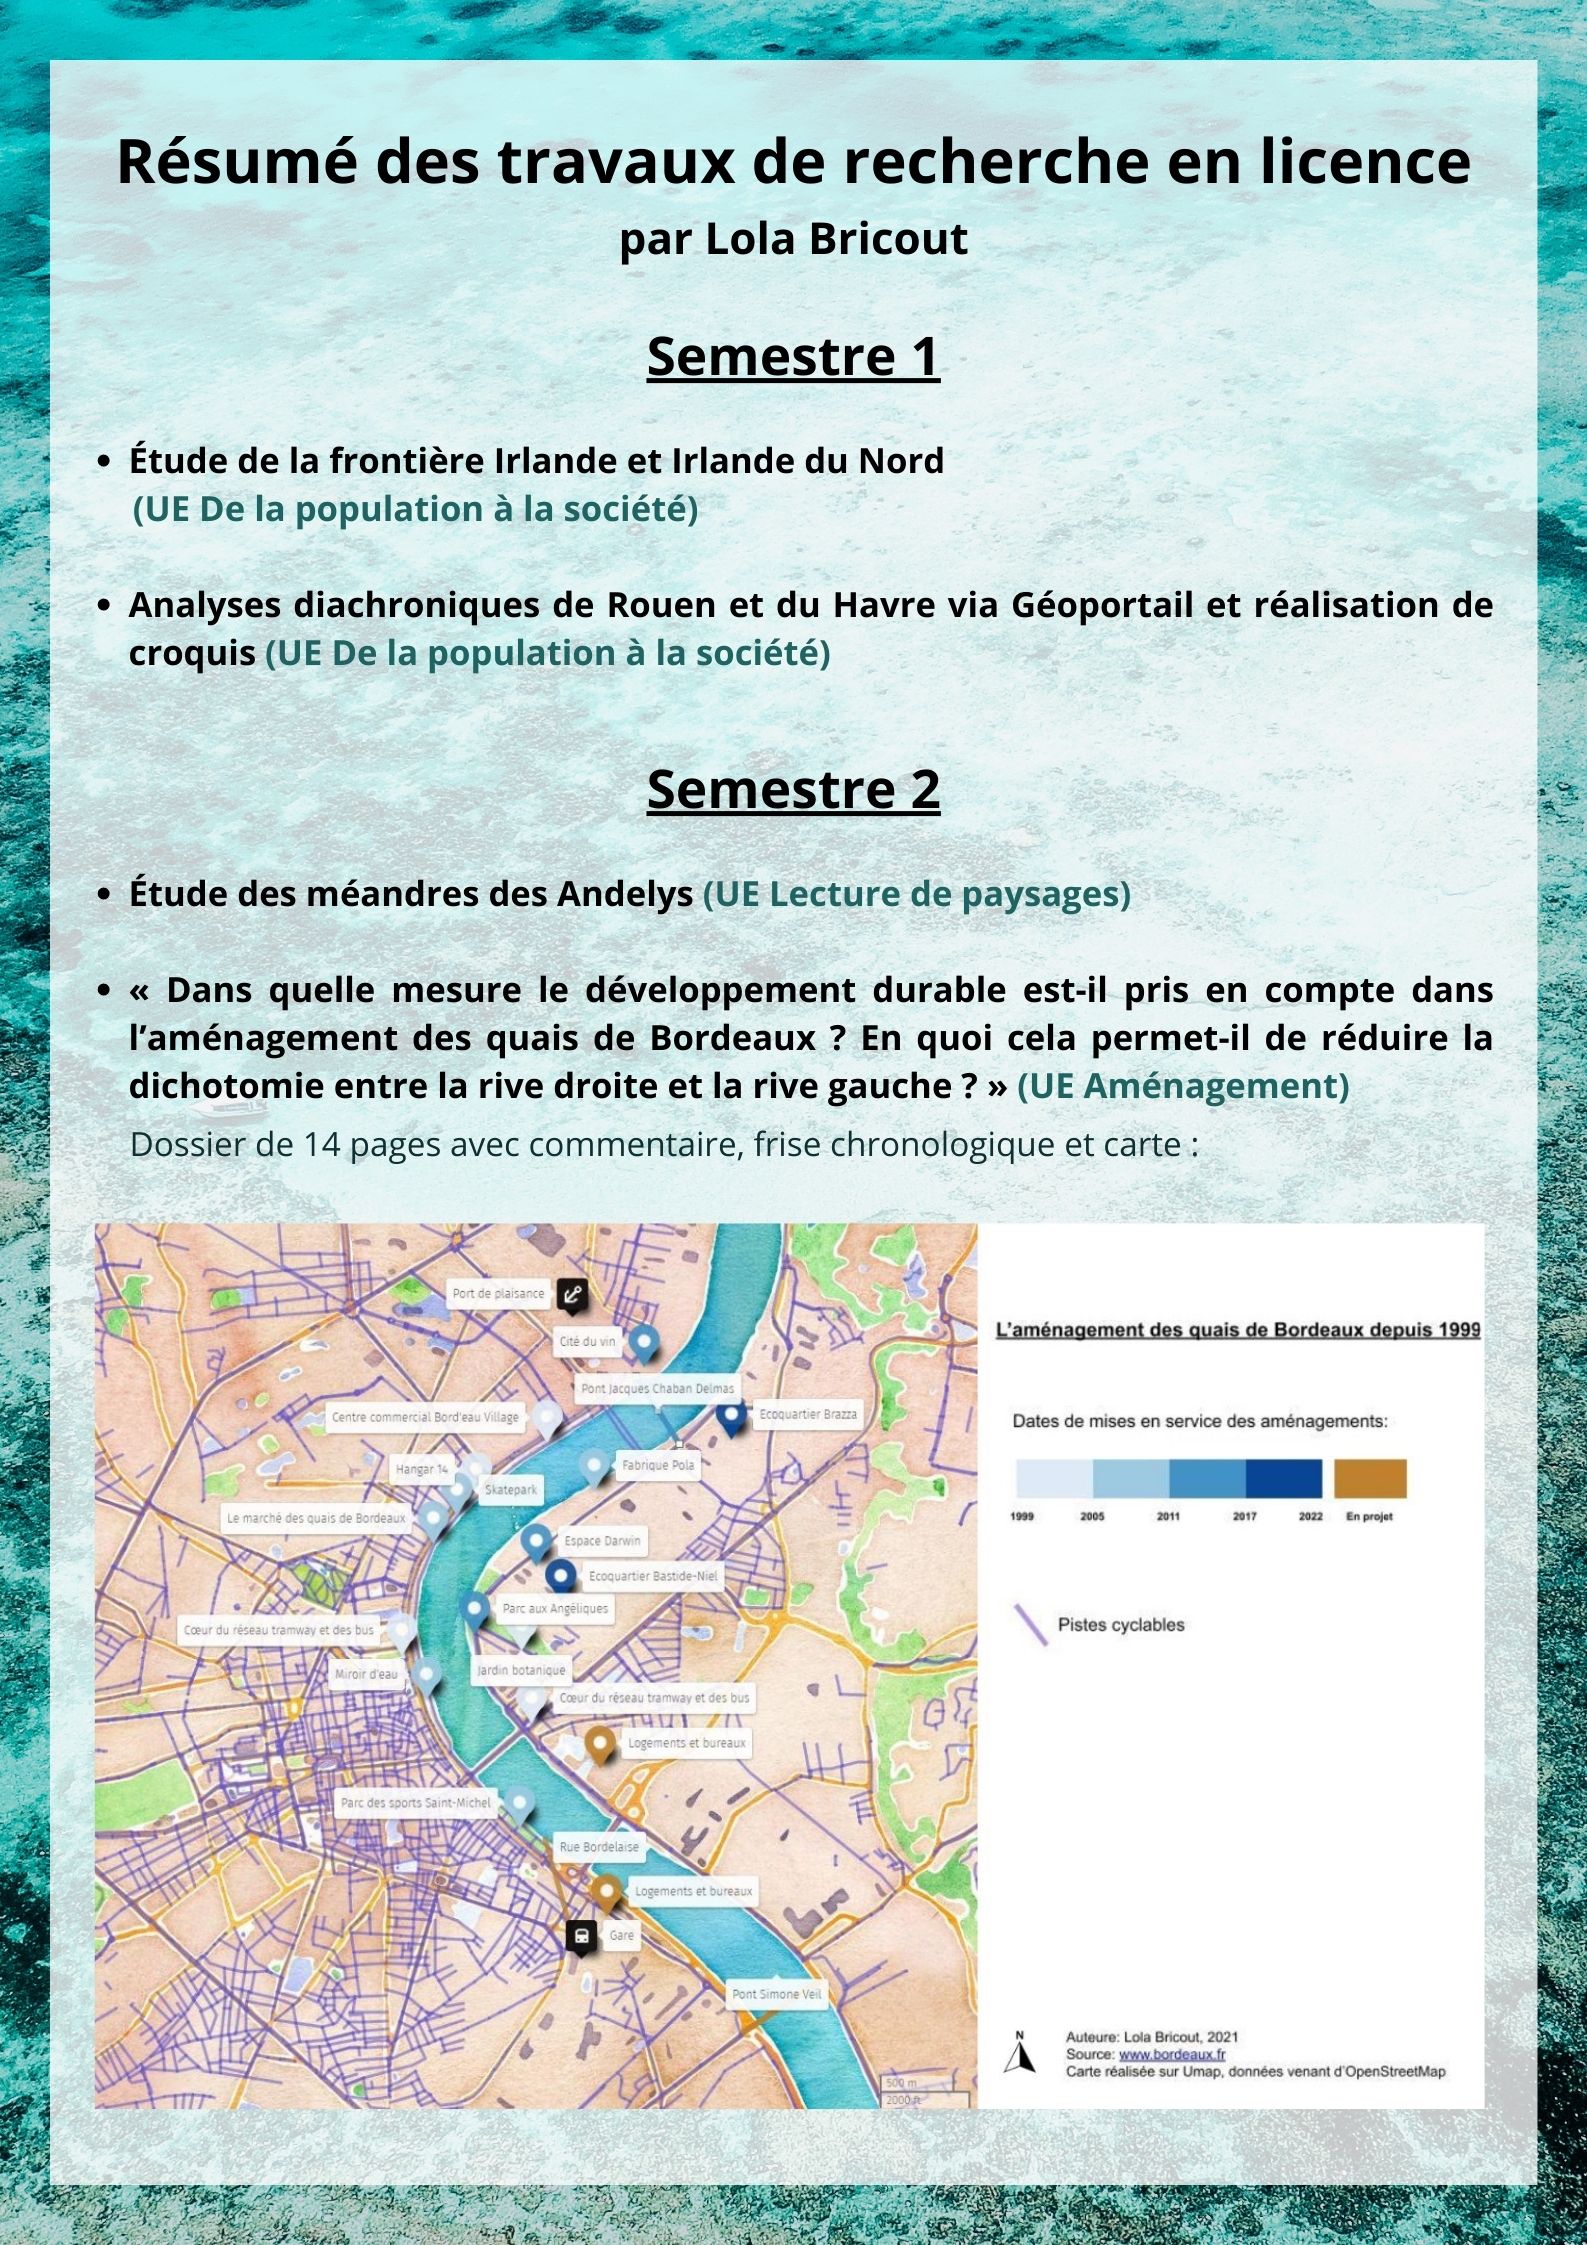 Résumé des travaux de recherche en licence
par Lola Bricout
Semestre 1
• Étude de la frontière Irlande et Irlande du Nord
(UE De la population à la société)
• Analyses diachroniques de Rouen et du Havre via Géoportail et réalisation de
croquis (UE De la population à la société)
Semestre 2
• Étude des méandres des Andelys (UE Lecture de paysages)
• « Dans quelle mesure le développement durable est-il pris en compte dans
l’aménagement des quais de Bordeaux ? En quoi cela permet-il de réduire la
dichotomie entre la rive droite et la rive gauche ? » (UE Aménagement)
Dossier de 14 pages avec commentaire, frise chronologique et carte :
Port de plaisance
Cité du vin
Pont Jacques Chaban Delmas
Centre commercial Bord'eau Village
Ecoquartier Brazza
Hangar 14
Fabrique Pola
Skatepark
Le marché des quais de Bordeaux
Espace Darwin
Ecoquartier Bastide-Niel
Parc aux Angéliques
Cœur du réseau tramway et des bus
Miroir d'eau
Jardin botanique
Cœur du réseau tramway et des bus
Logements et bureaux
Parc des sports Saint-Michel
Rue Bordelaise
Logements et bureaux
Gare
Pont Simone Veil
500 m
2000 ft
L’aménagement des quais de Bordeaux depuis 1999
Dates de mises en service des aménagements:
1999 2005 2011 2017 2022 En projet
Pistes cyclables
N
Auteure: Lola Bricout, 2021
Source: www.bordeaux.fr
Carte réalisée sur Umap, données venant d’OpenStreetMap